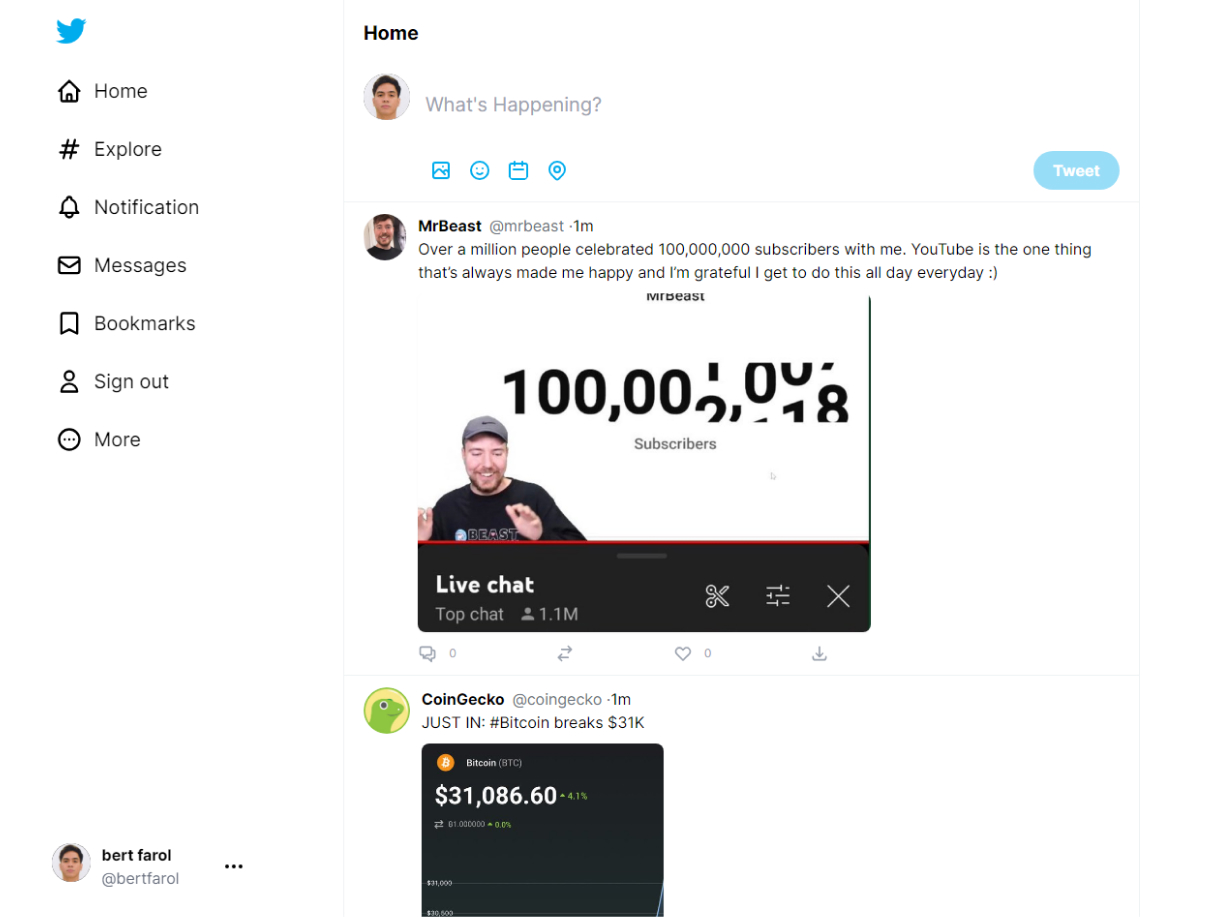 Home
Explore
Notification
Messages
Bookmarks
Sign out
More
bert farol
@bertfarol
Home
What's Happening?
Tweet
MrBeast @mrbeast ·1m
Over a million people celebrated 100,000,000 subscribers with me. YouTube is the one thing
that’s always made me happy and I’m grateful I get to do this all day everyday :)
MrBeast
Subscribers
BEAST
Live chat
Top chat 1.1M
0 0
CoinGecko @coingecko ·1m
JUST IN: #Bitcoin breaks $31K
Bitcoin (BTC)
$31,086.60 4.1%
B1.000000 0.0%
$31,000
$30,500